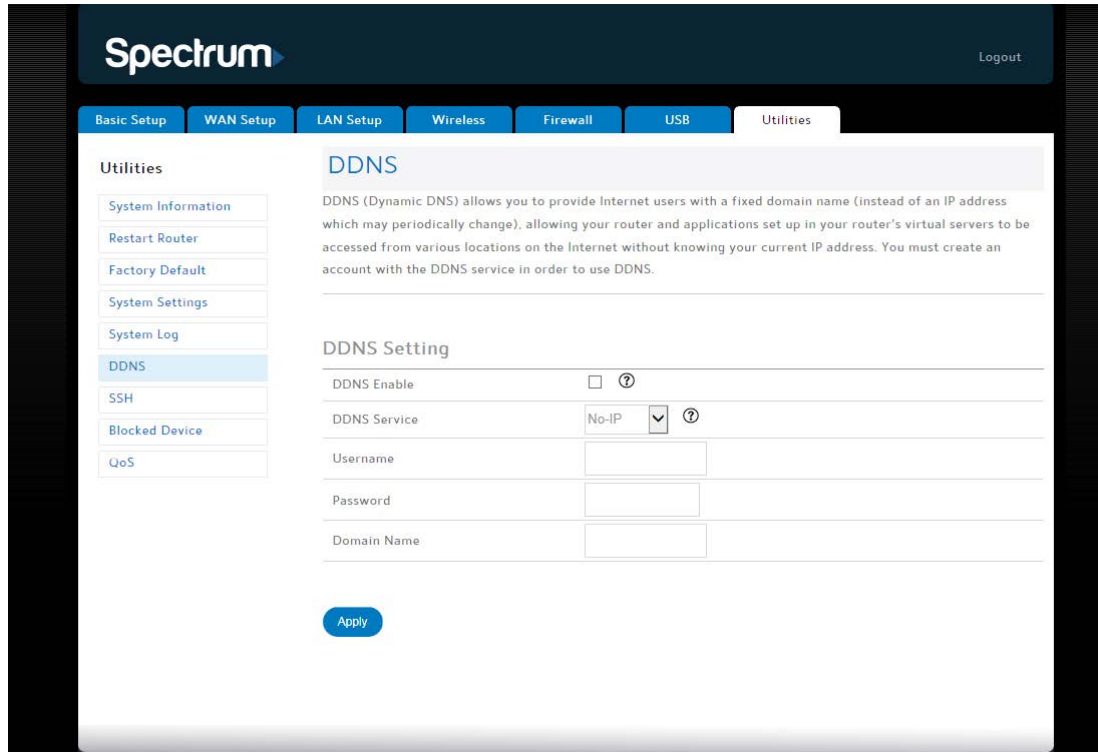 Spectrum
Logout
Basic Setup
WAN Setup
LAN Setup
Wireless
Firewall
USB
Utilities
Utilities
System Information
Restart Router
Factory Default
System Settings
System Log
DDNS
SSH
Blocked Device
QoS
DDNS
DDNS (Dynamic DNS) allows you to provide Internet users with a fixed domain name (instead of an IP address
which may periodically change), allowing your router and applications set up in your router's virtual servers to be
accessed from various locations on the Internet without knowing your current IP address. You must create an
account with the DDNS service in order to use DDNS.
DDNS Setting
DDNS Enable ?
DDNS Service No-IP ?
Username
Password
Domain Name
Apply